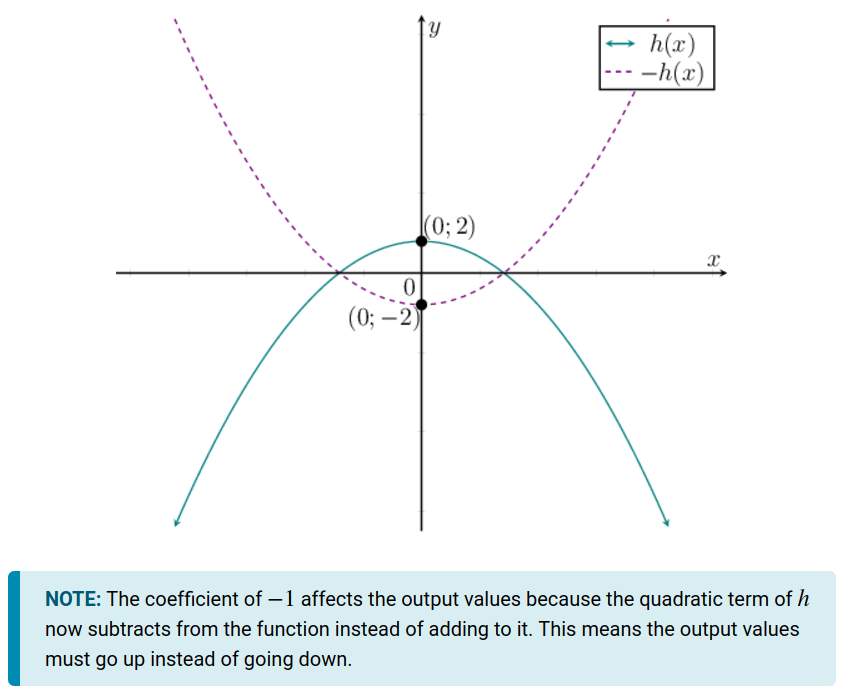 y
h(x)
−h(x)
(0; 2)
x
0
(0; −2)
NOTE: The coefficient of −1 affects the output values because the quadratic term of h
now subtracts from the function instead of adding to it. This means the output values
must go up instead of going down.